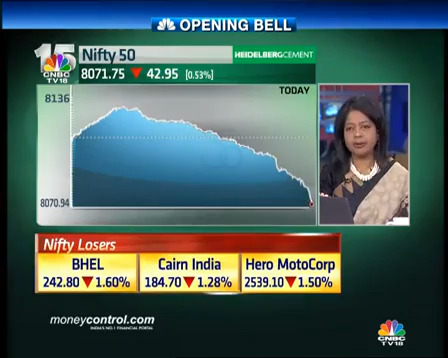 OPENING BELL
15
CNBC
TV18
Nifty 50
HEIDELBERGCEMENT
8071.75 ▼ 42.95 [0.53%]
TODAY
8136
8070.94
Nifty Losers
BHEL
242.80 ▼ 1.60%
Cairn India
184.70 ▼ 1.28%
Hero MotoCorp
2539.10 ▼ 1.50%
moneycontrol.com
INDIA'S NO.1 FINANCIAL PORTAL
CNBC
TV18